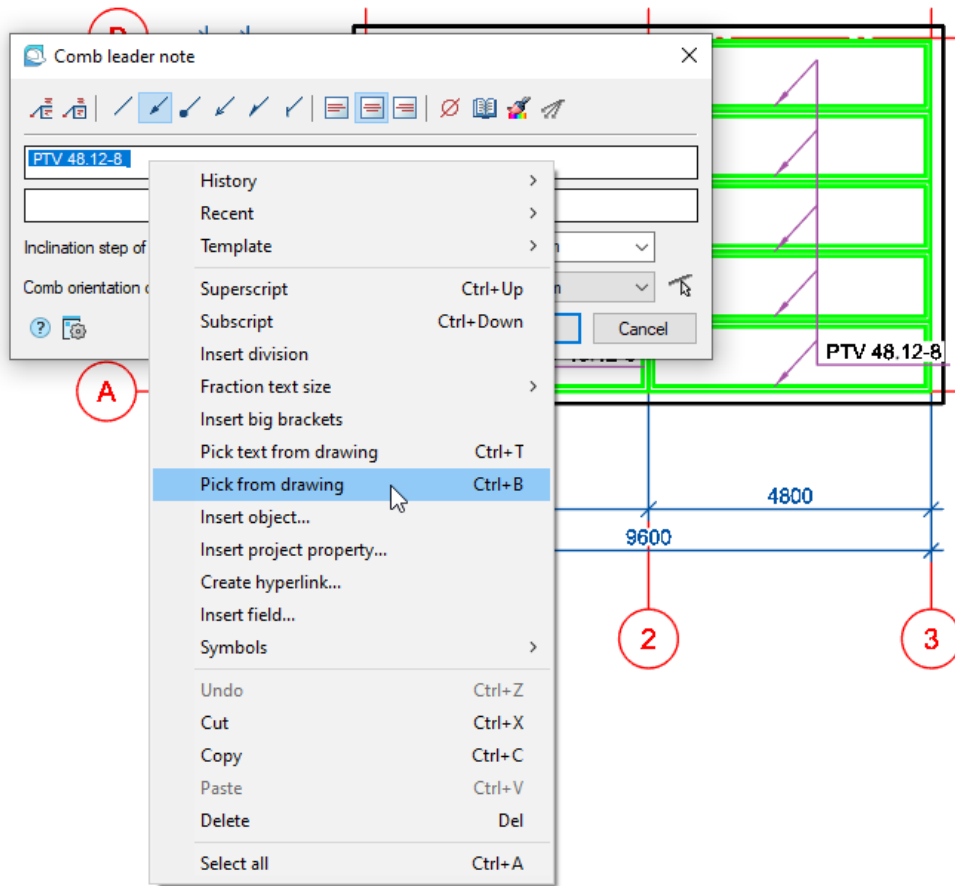 Comb leader note
PTV 48.12-8
Inclination step of
Comb orientation
Cancel
History
Recent
Template
Superscript Ctrl+Up
Subscript Ctrl+Down
Insert division
Fraction text size
Insert big brackets
Pick text from drawing Ctrl+T
Pick from drawing Ctrl+B
Insert object...
Insert project property...
Create hyperlink...
Insert field...
Symbols
Undo Ctrl+Z
Cut Ctrl+X
Copy Ctrl+C
Paste Ctrl+V
Delete Del
Select all Ctrl+A
PTV 48.12-8
A
4800
9600
2
3